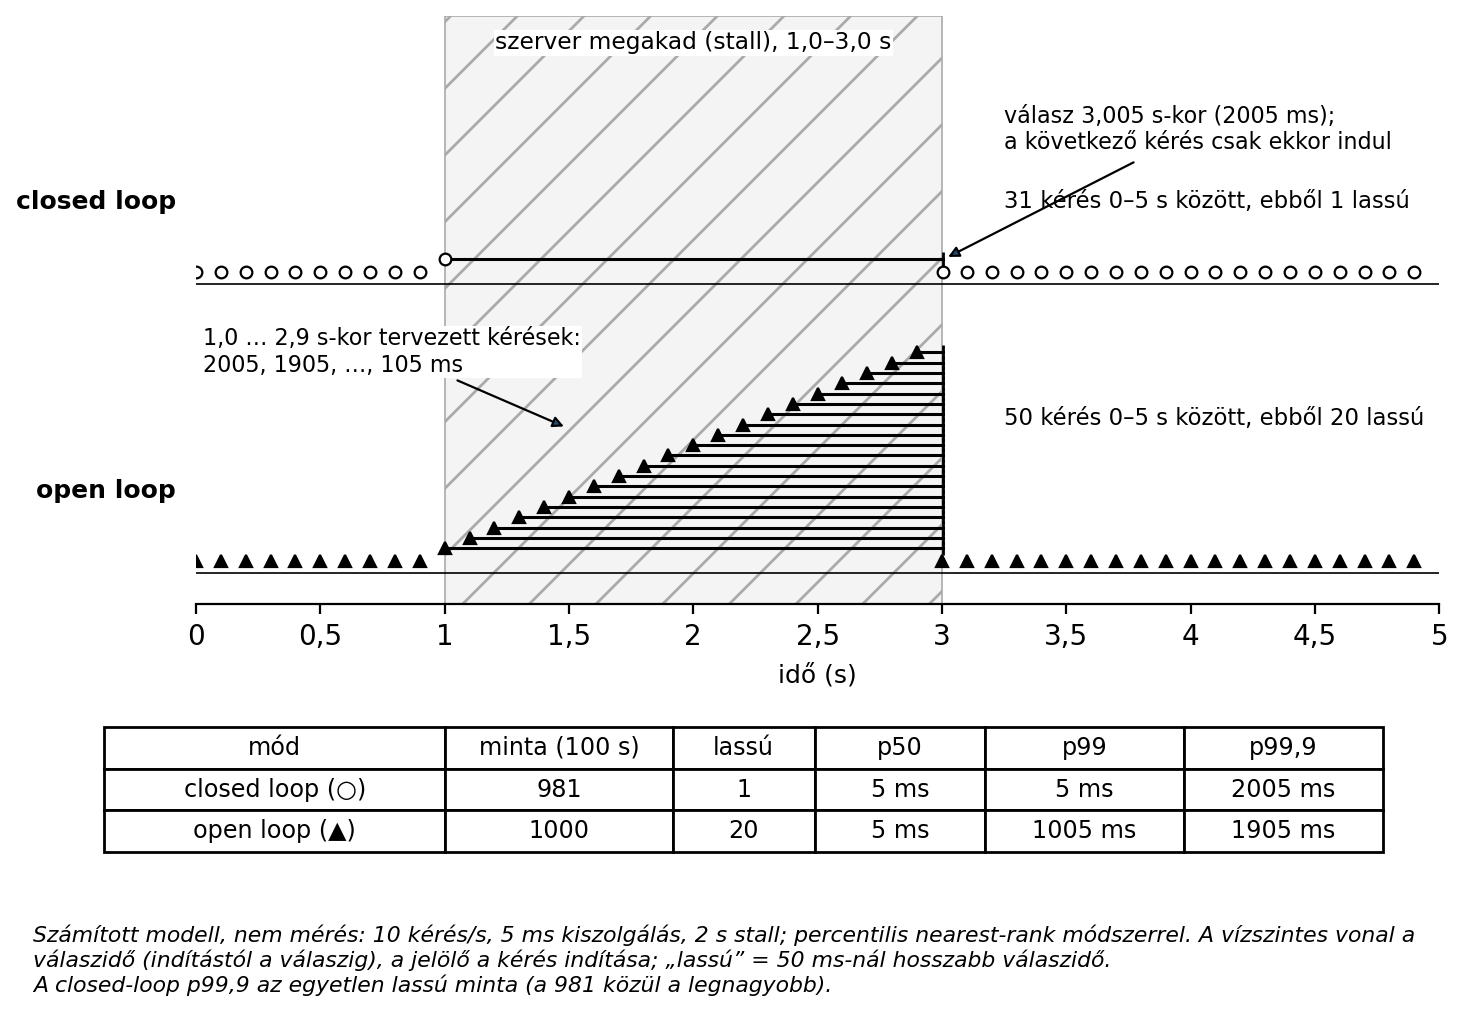 szerver megakad (stall), 1,0–3,0 s
válasz 3,005 s-kor (2005 ms);
a következő kérés csak ekkor indul
closed loop
31 kérés 0–5 s között, ebből 1 lassú
1,0 … 2,9 s-kor tervezett kérések:
2005, 1905, …, 105 ms
50 kérés 0–5 s között, ebből 20 lassú
open loop
0 0,5 1 1,5 2 2,5 3 3,5 4 4,5 5
idő (s)
mód minta (100 s) lassú p50 p99 p99,9
closed loop (○) 981 1 5 ms 5 ms 2005 ms
open loop (▲) 1000 20 5 ms 1005 ms 1905 ms
Számított modell, nem mérés: 10 kérés/s, 5 ms kiszolgálás, 2 s stall; percentilis nearest-rank módszerrel. A vízszintes vonal a
válaszidő (indítástól a válaszig), a jelölő a kérés indítása; „lassú” = 50 ms-nál hosszabb válaszidő.
A closed-loop p99,9 az egyetlen lassú minta (a 981 közül a legnagyobb).